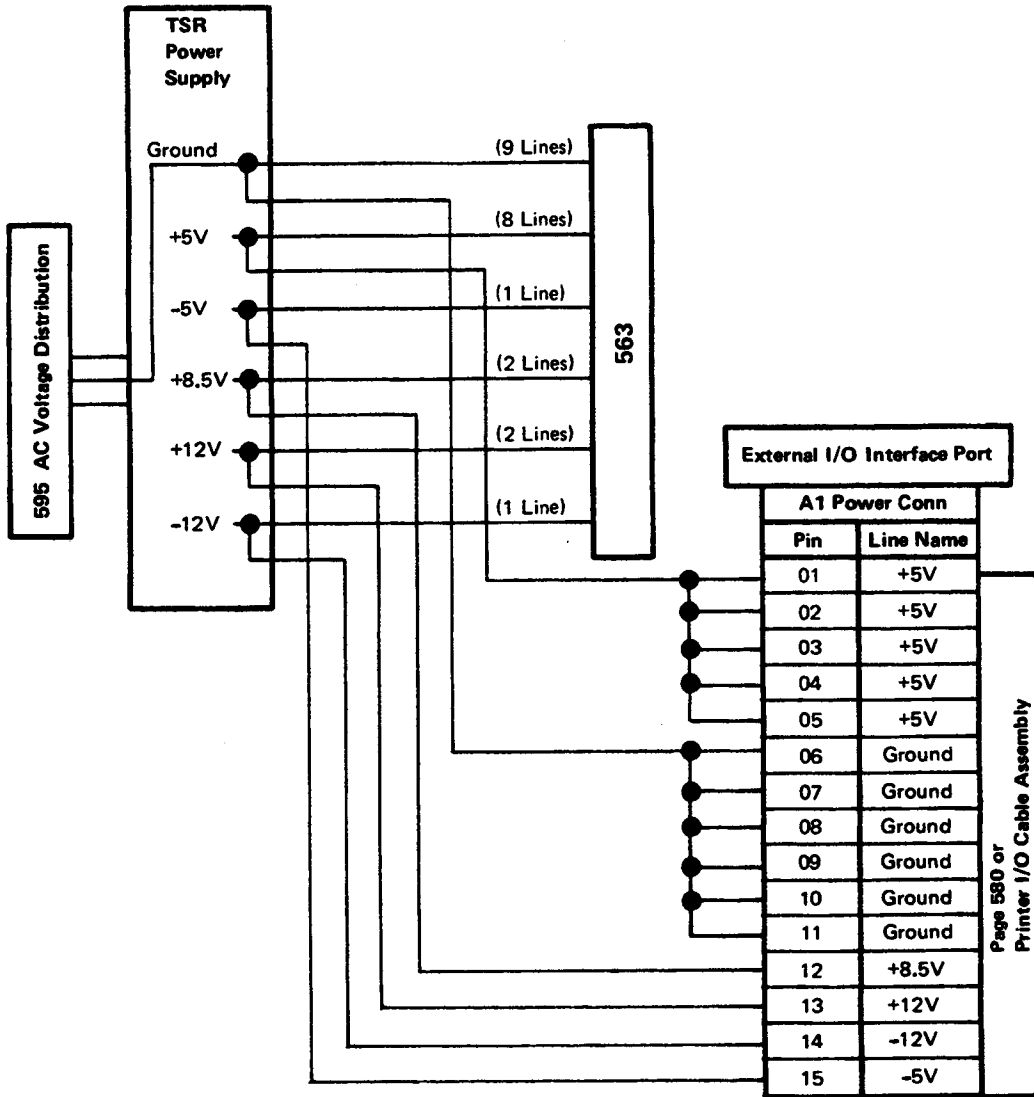 TSR
Power
Supply
Ground
+5V
-5V
+8.5V
+12V
-12V
595 AC Voltage Distribution
(9 Lines)
(8 Lines)
(1 Line)
(2 Lines)
(2 Lines)
(1 Line)
563
External I/O Interface Port
A1 Power Conn
Pin Line Name
01 +5V
02 +5V
03 +5V
04 +5V
05 +5V
06 Ground
07 Ground
08 Ground
09 Ground
10 Ground
11 Ground
12 +8.5V
13 +12V
14 -12V
15 -5V
Page 580 or
Printer I/O Cable Assembly